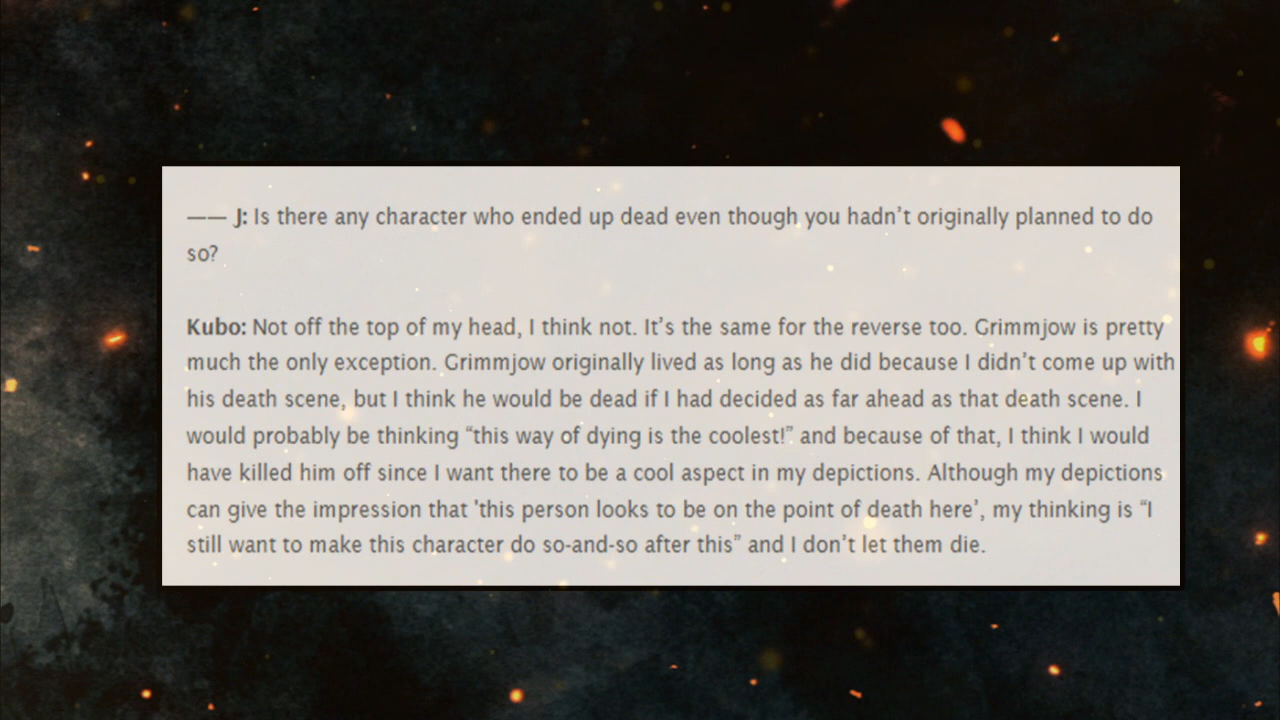 —— J: Is there any character who ended up dead even though you hadn’t originally planned to do
so?
Kubo: Not off the top of my head, I think not. It’s the same for the reverse too. Grimmjow is pretty
much the only exception. Grimmjow originally lived as long as he did because I didn’t come up with
his death scene, but I think he would be dead if I had decided as far ahead as that death scene. I
would probably be thinking “this way of dying is the coolest!” and because of that, I think I would
have killed him off since I want there to be a cool aspect in my depictions. Although my depictions
can give the impression that 'this person looks to be on the point of death here’, my thinking is “I
still want to make this character do so-and-so after this” and I don’t let them die.